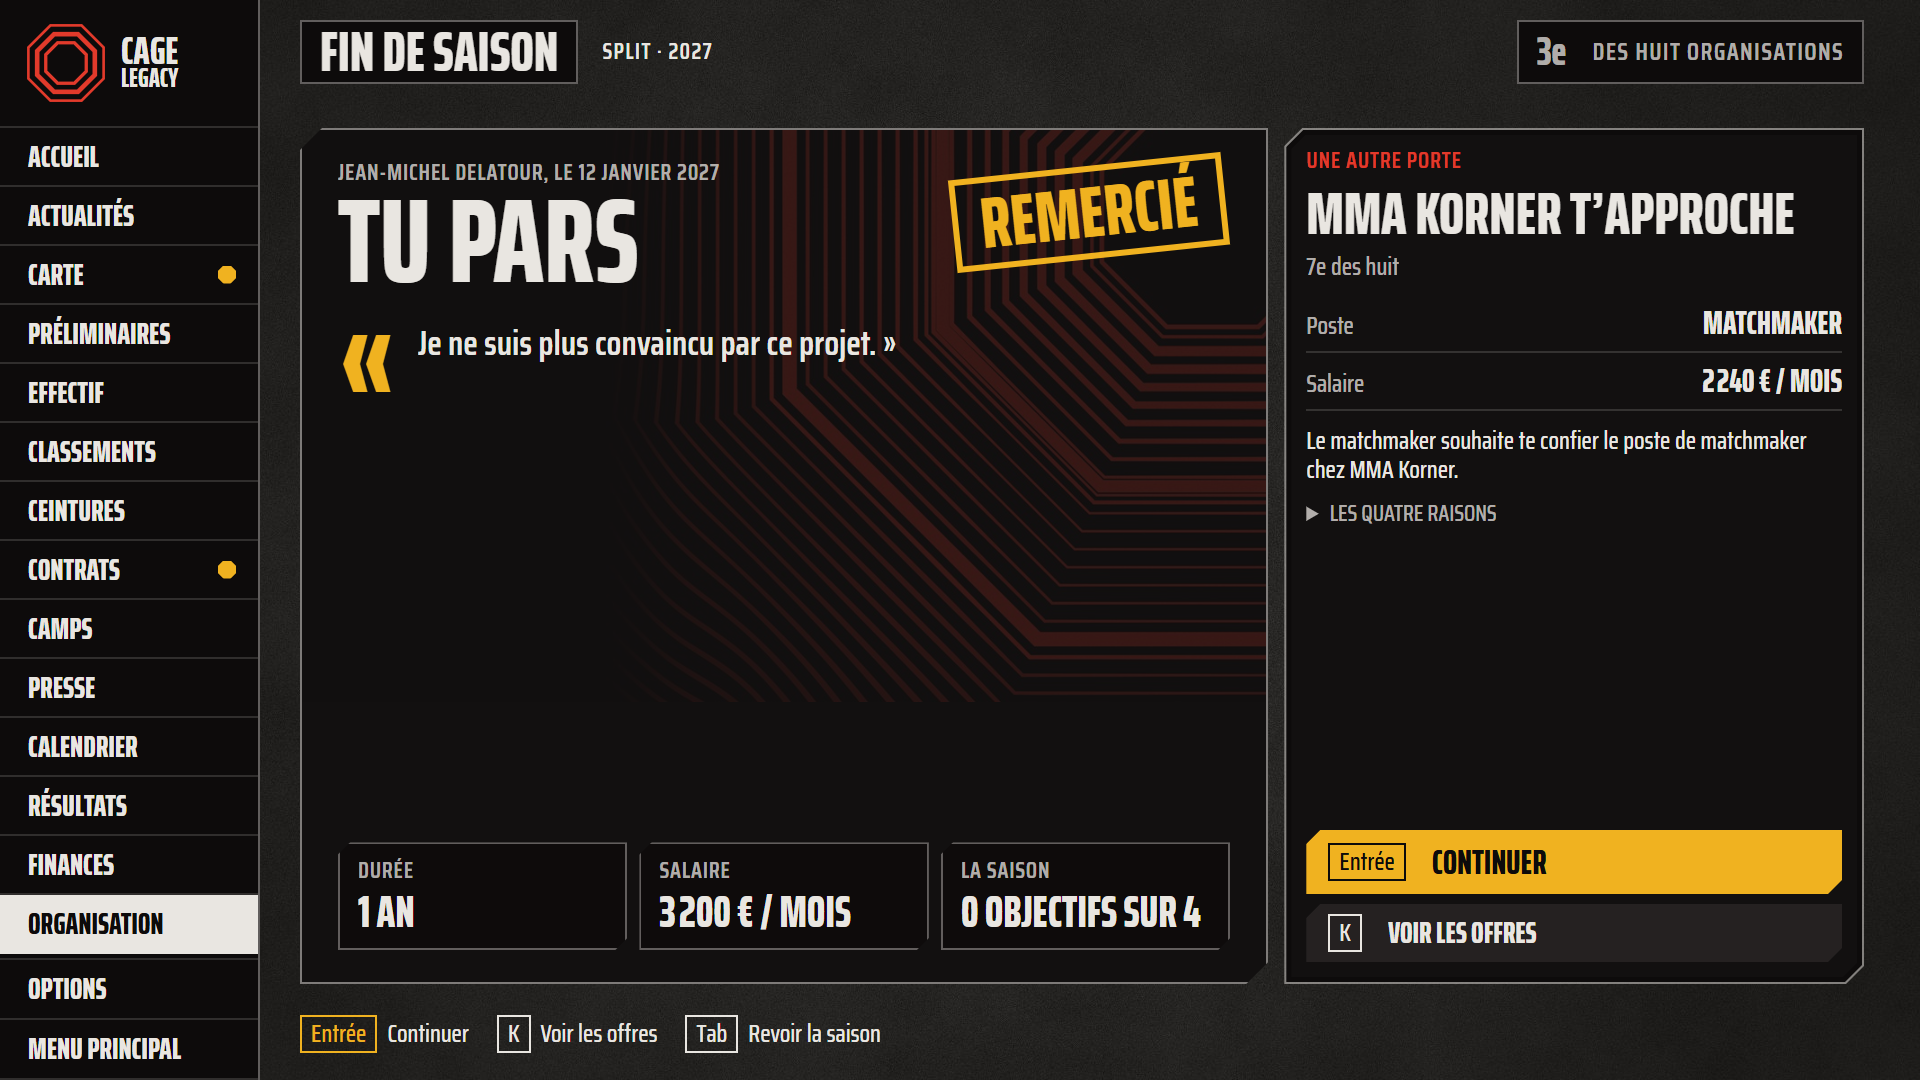 CAGE
LEGACY
ACCUEIL
ACTUALITÉS
CARTE
PRÉLIMINAIRES
EFFECTIF
CLASSEMENTS
CEINTURES
CONTRATS
CAMPS
PRESSE
CALENDRIER
RÉSULTATS
FINANCES
ORGANISATION
OPTIONS
MENU PRINCIPAL
FIN DE SAISON
SPLIT · 2027
3e DES HUIT ORGANISATIONS
JEAN-MICHEL DELATOUR, LE 12 JANVIER 2027
TU PARS
REMERCIÉ
« Je ne suis plus convaincu par ce projet. »
DURÉE
1 AN
SALAIRE
3 200 € / MOIS
LA SAISON
0 OBJECTIFS SUR 4
UNE AUTRE PORTE
MMA KORNER T’APPROCHE
7e des huit
Poste MATCHMAKER
Salaire 2 240 € / MOIS
Le matchmaker souhaite te confier le poste de matchmaker
chez MMA Korner.
▶ LES QUATRE RAISONS
Entrée CONTINUER
K VOIR LES OFFRES
Entrée Continuer K Voir les offres Tab Revoir la saison